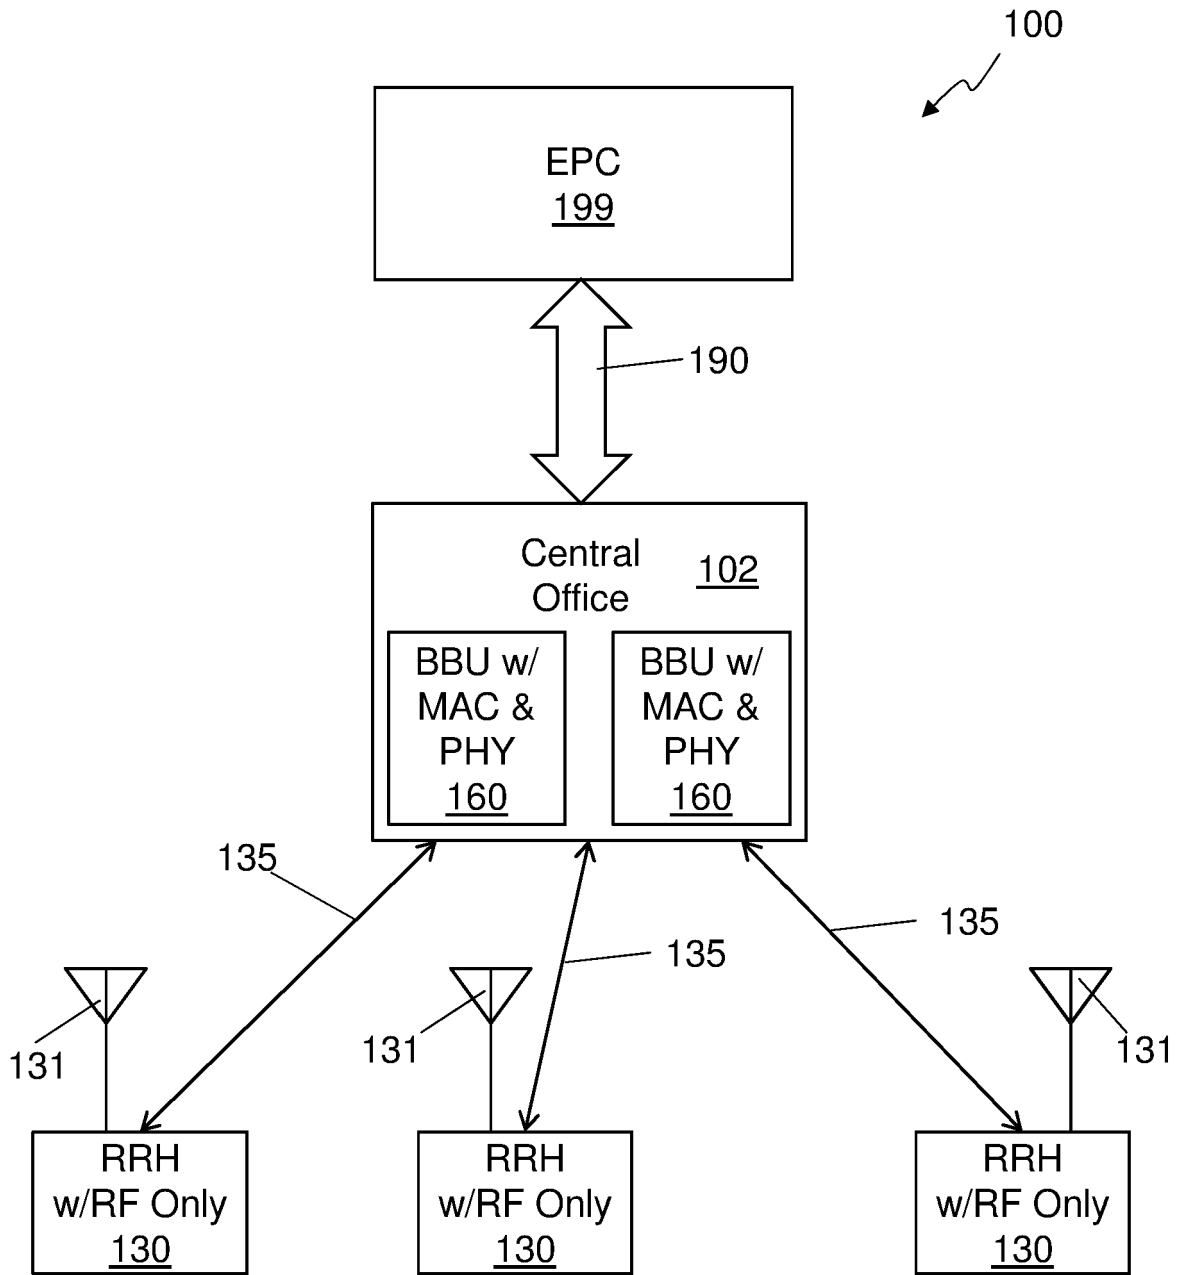 100
EPC
199
190
Central
Office
102
BBU w/
MAC &
PHY
160
BBU w/
MAC &
PHY
160
135
135
135
131
131
131
RRH
w/RF Only
130
RRH
w/RF Only
130
RRH
w/RF Only
130